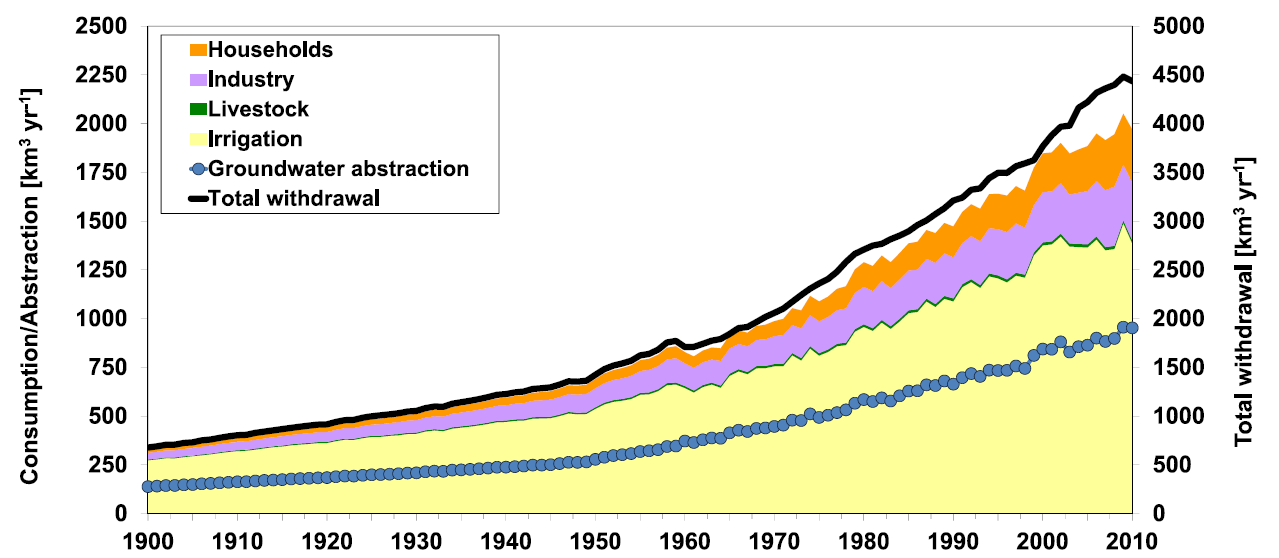 Consumption/Abstraction [km³ yr⁻¹]
2500
2250
2000
1750
1500
1250
1000
750
500
250
0
Households
Industry
Livestock
Irrigation
Groundwater abstraction
Total withdrawal
5000
4500
4000
3500
3000
2500
2000
1500
1000
500
0
Total withdrawal [km³ yr⁻¹]
1900 1910 1920 1930 1940 1950 1960 1970 1980 1990 2000 2010